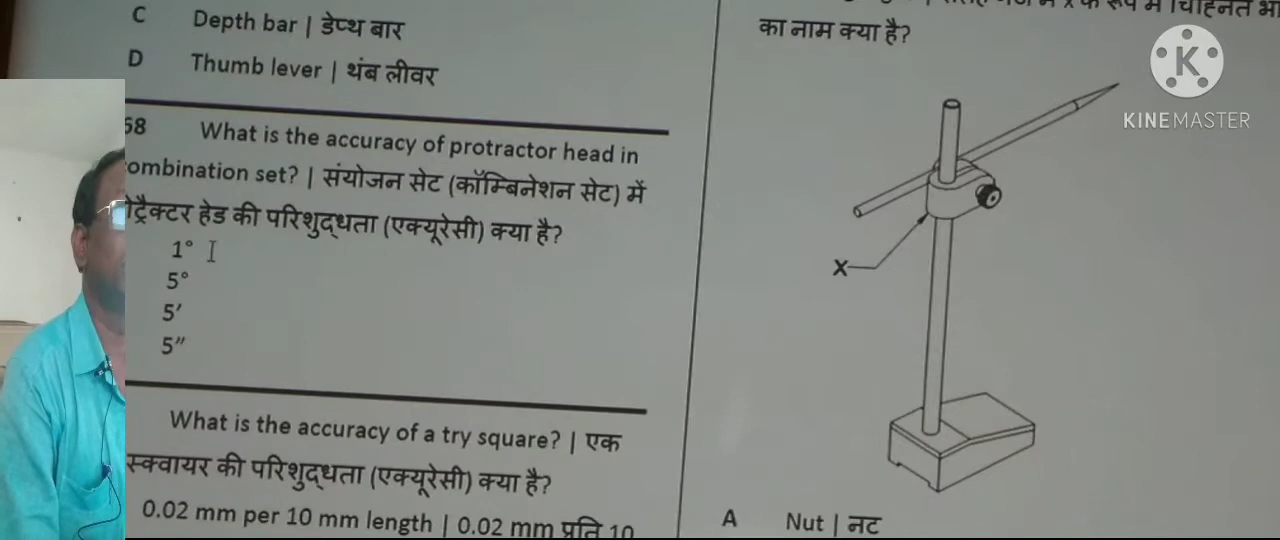 C Depth bar | डेप्थ बार
D Thumb lever | थंब लीवर
68 What is the accuracy of protractor head in
ombination set? | संयोजन सेट (कॉम्बिनेशन सेट) में
हेड की परिशुद्धता (एक्यूरेसी) क्या है?
1°
5°
5′
5″
What is the accuracy of a try square? | एक
स्क्वायर की परिशुद्धता (एक्यूरेसी) क्या है?
0.02 mm per 10 mm length | 0.02 mm प्रति 10
का नाम क्या है?
K
KINEMASTER
X
A Nut | नट